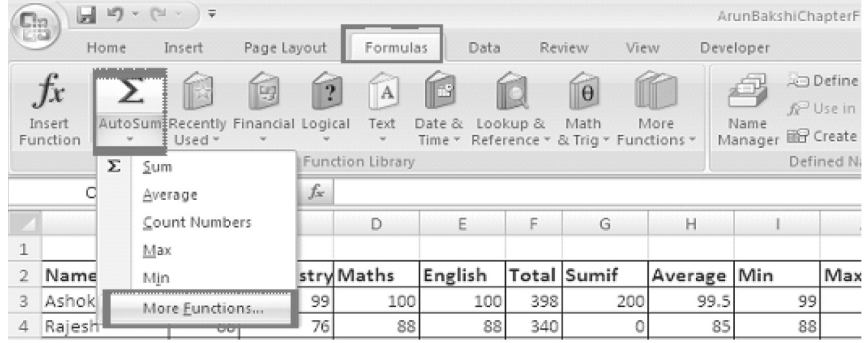 ArunBakshiChapterF
Home Insert Page Layout Formulas Data Review View Developer
fx Σ ? A θ
Insert Function AutoSum Recently Used Financial Logical Text Date & Time Lookup & Reference Math & Trig More Functions Name Manager
Define
Use in
Create
Function Library Defined Na
Σ Sum
Average
Count Numbers
Max
Min
More Functions...
C fx
D E F G H I
1
2 Name stry Maths English Total Sumif Average Min Max
3 Ashok 99 100 100 398 200 99.5 99
4 Rajesh 76 88 88 340 0 85 88